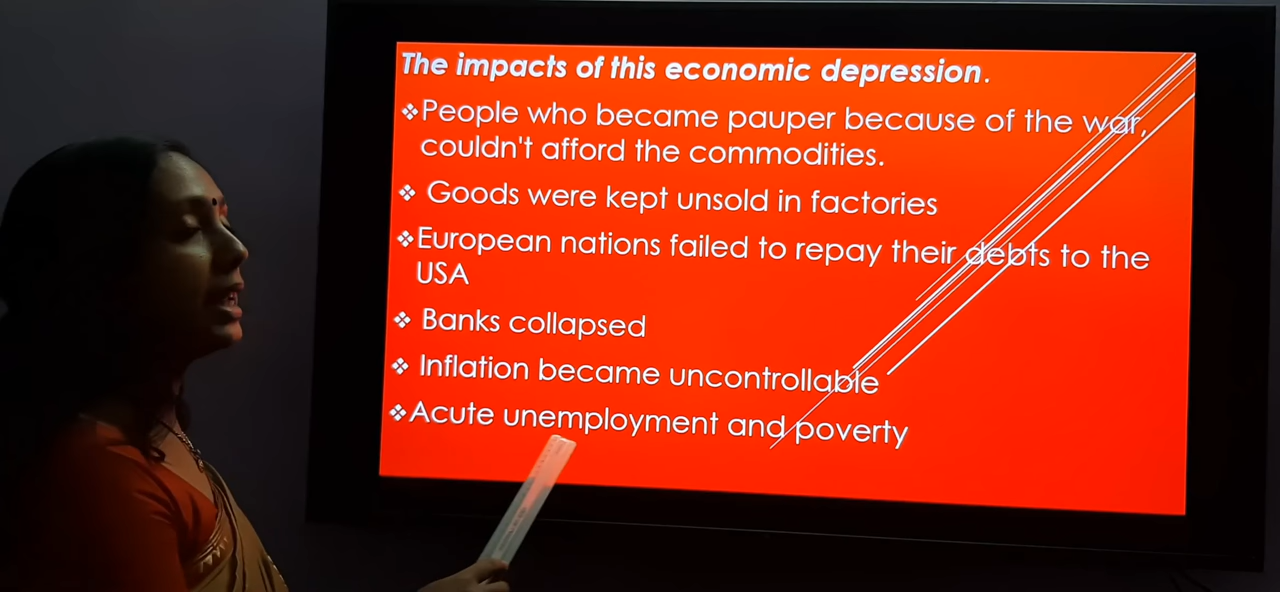 The impacts of this economic depression.
❖People who became pauper because of the war,
couldn't afford the commodities.
❖ Goods were kept unsold in factories
❖European nations failed to repay their debts to the
USA
❖ Banks collapsed
❖ Inflation became uncontrollable
❖Acute unemployment and poverty